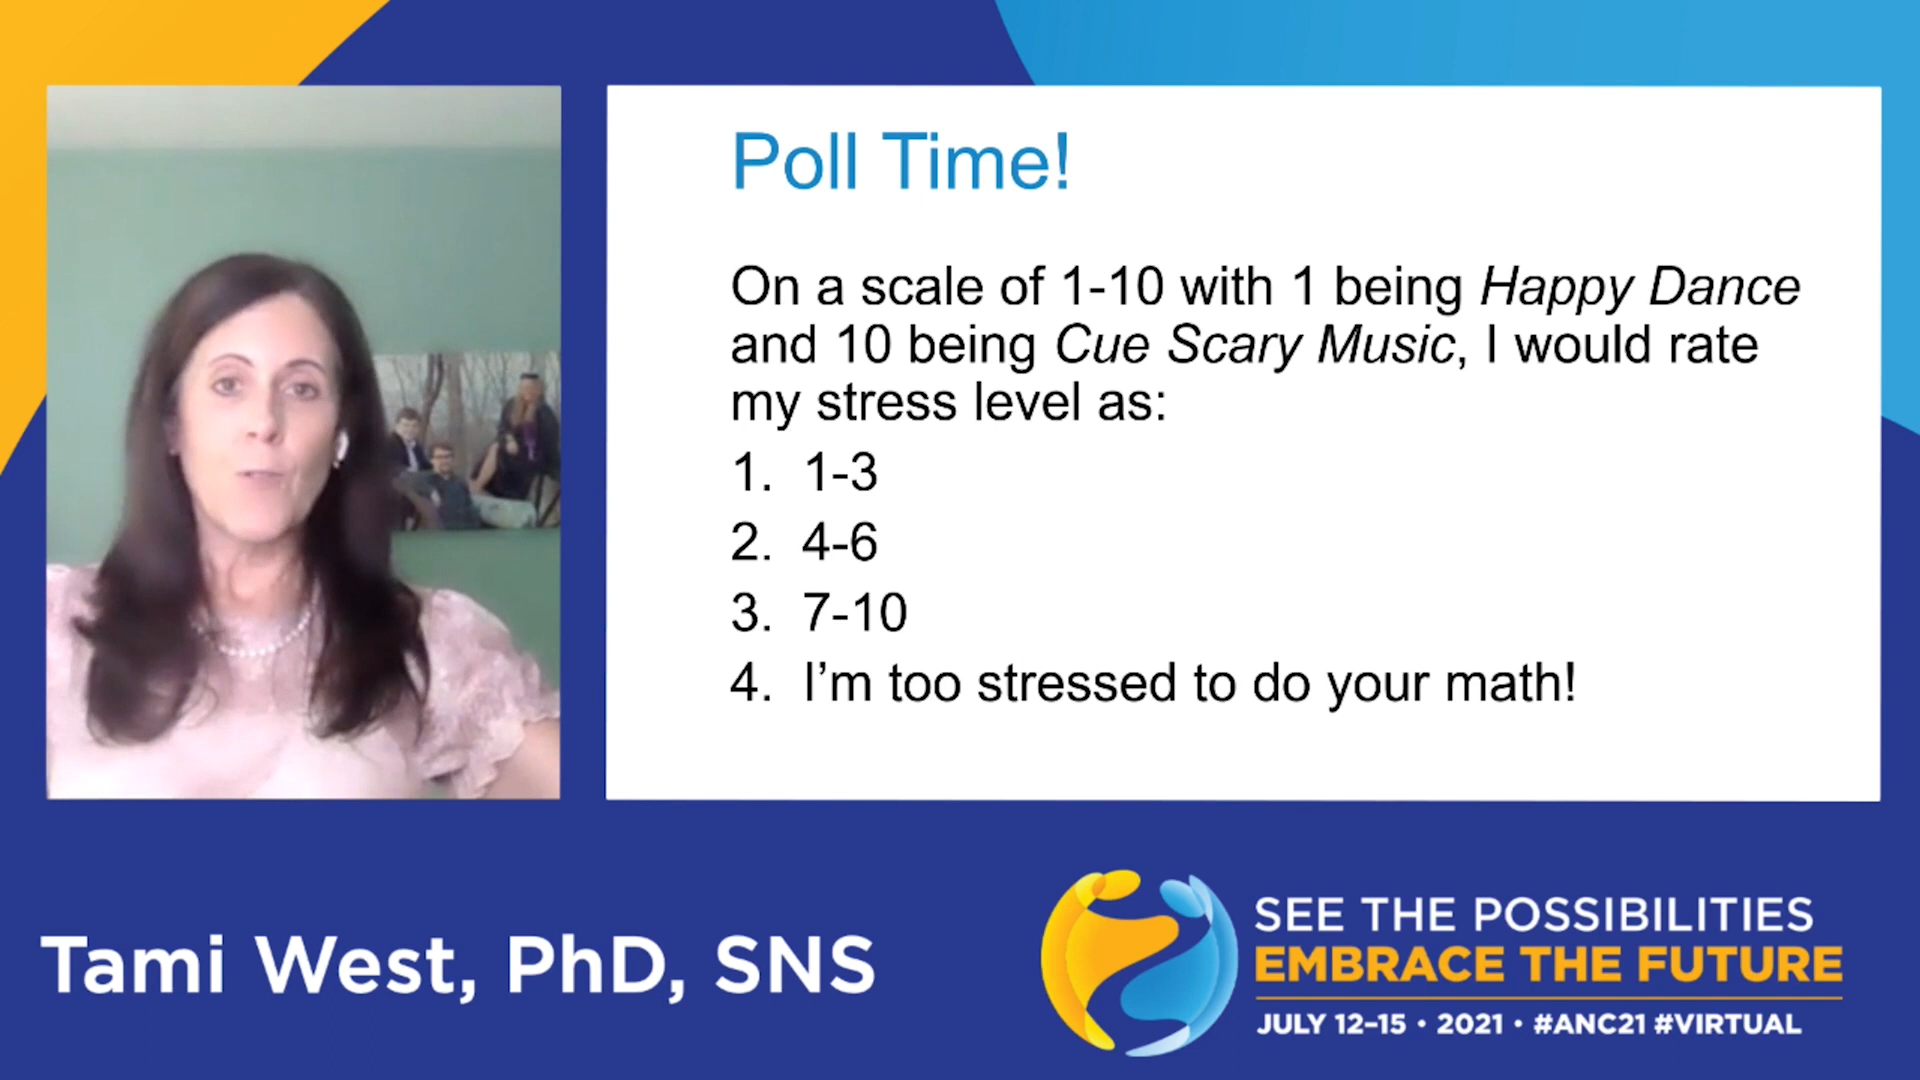 Poll Time!
On a scale of 1-10 with 1 being Happy Dance
and 10 being Cue Scary Music, I would rate
my stress level as:
1. 1-3
2. 4-6
3. 7-10
4. I’m too stressed to do your math!
Tami West, PhD, SNS
SEE THE POSSIBILITIES
EMBRACE THE FUTURE
JULY 12–15 • 2021 • #ANC21 #VIRTUAL